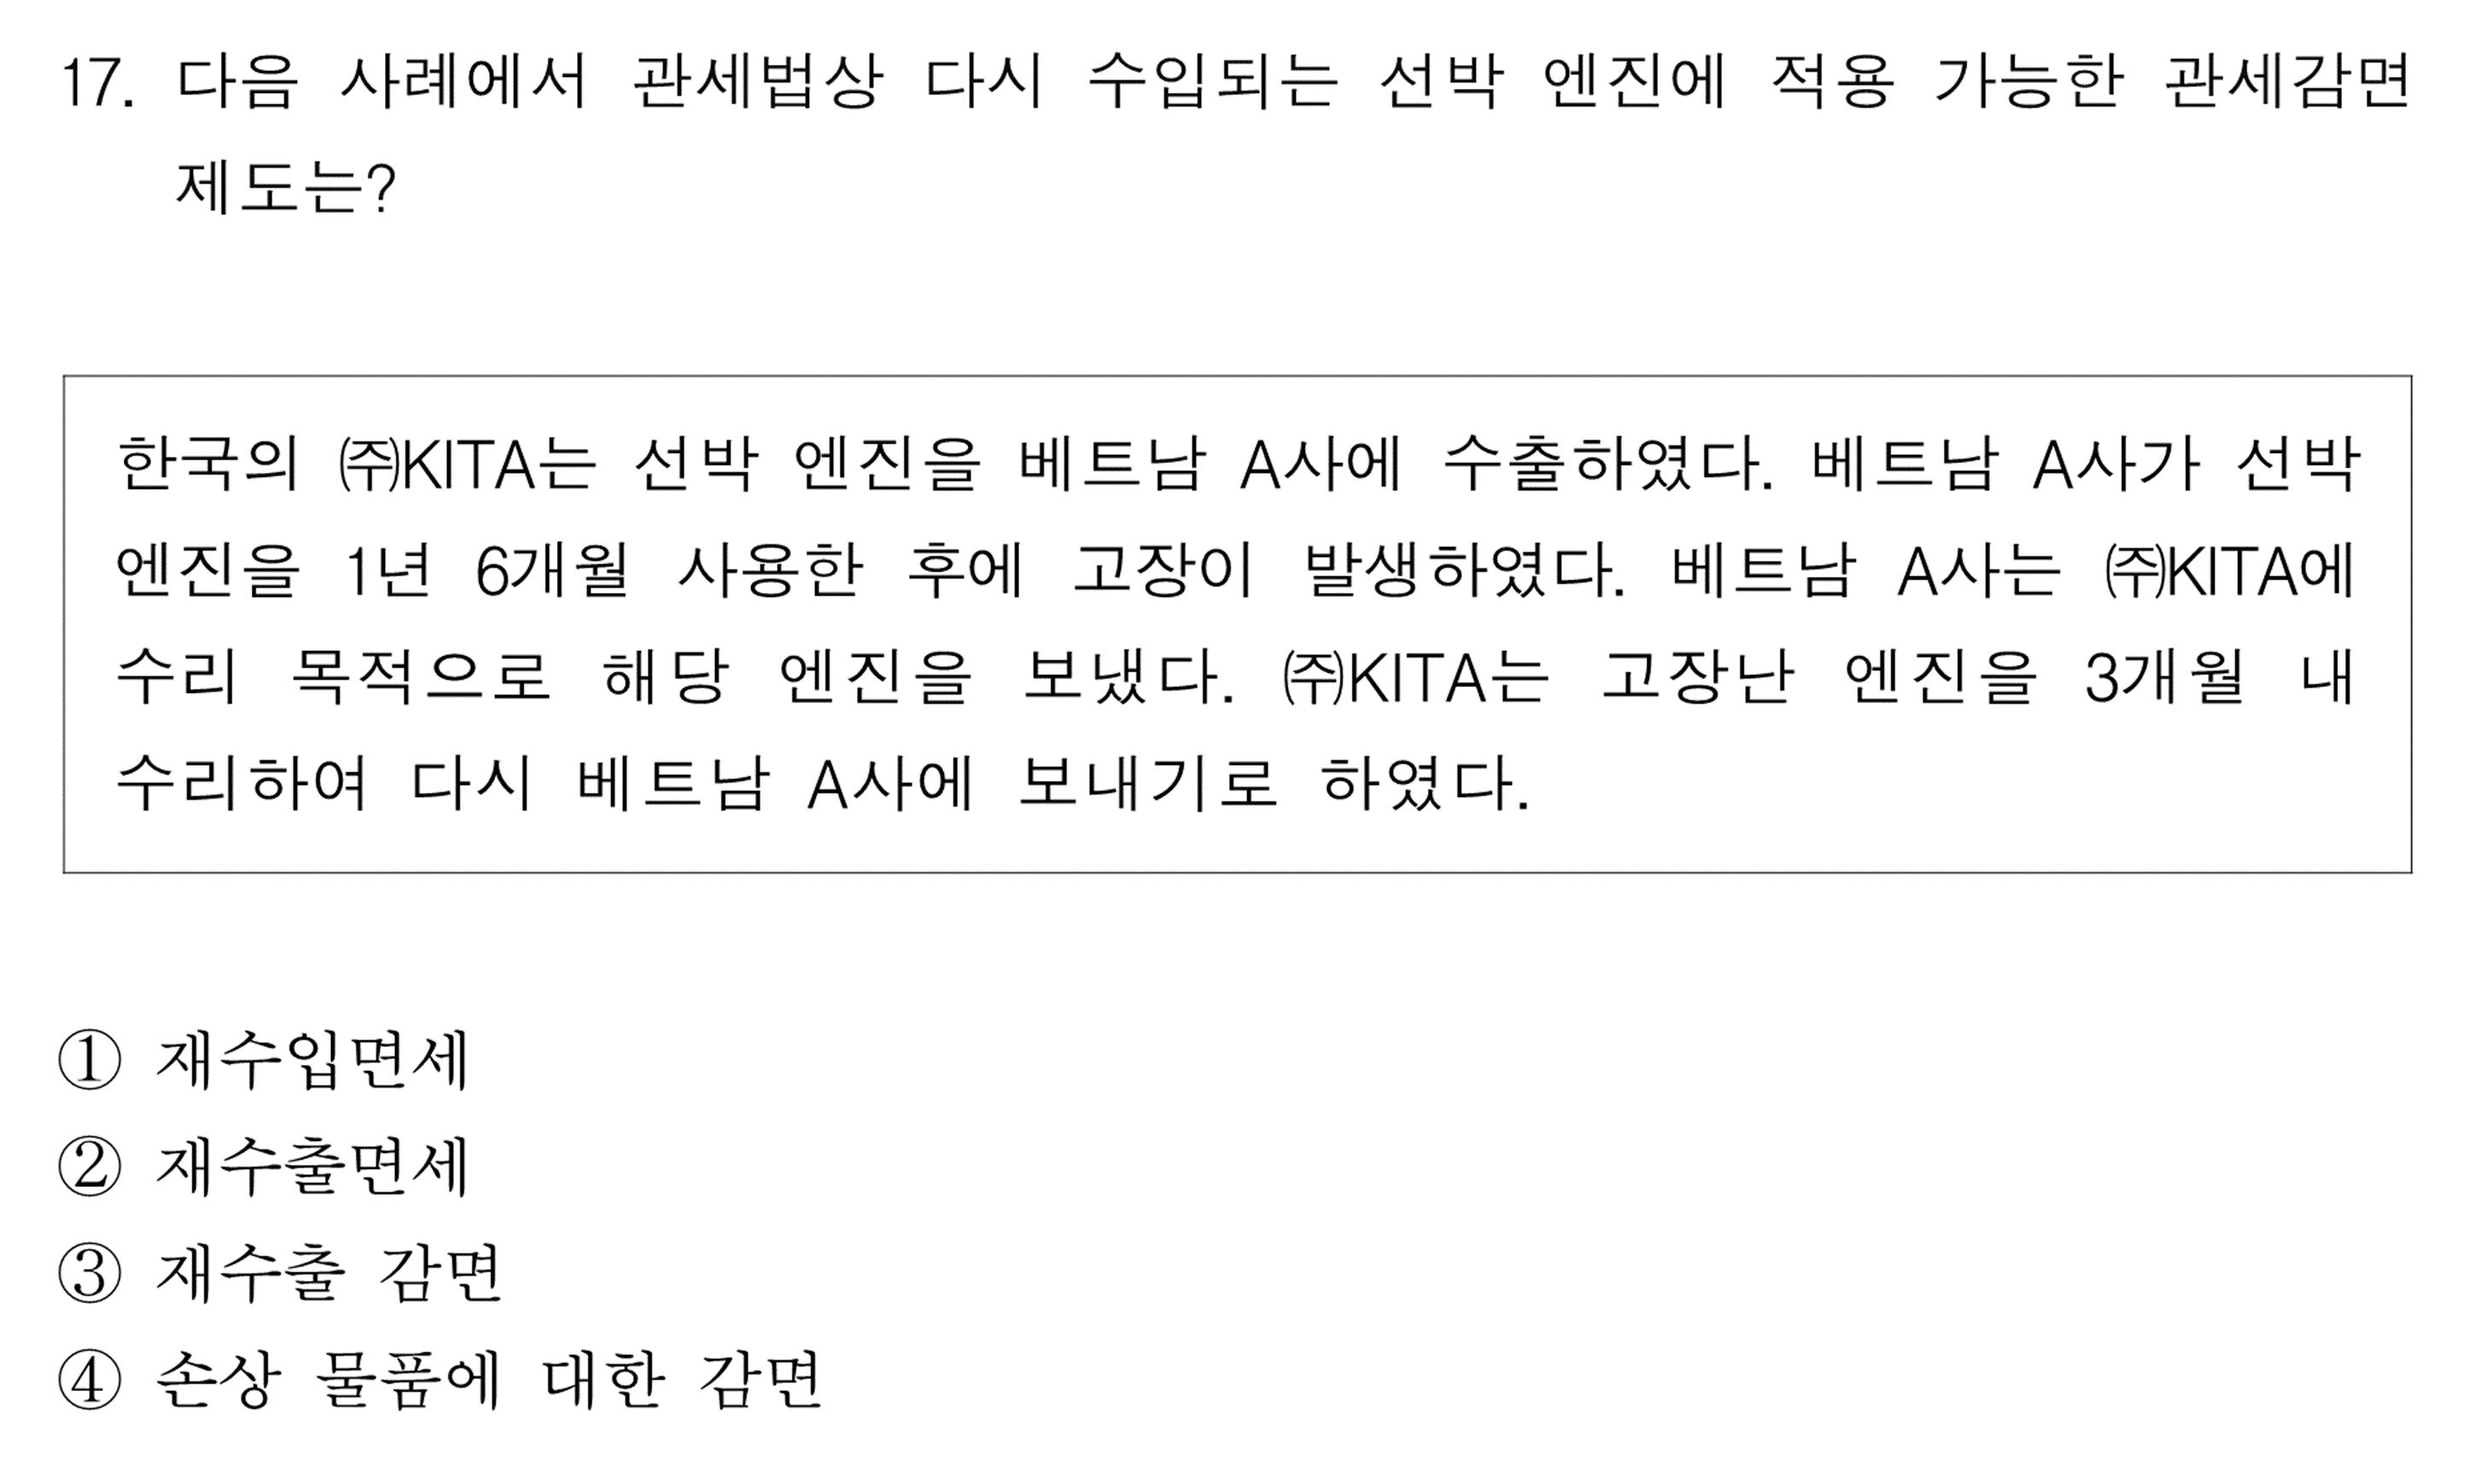 17. 다음 사례에서 관세법상 다시 수입되는 선박 엔진에 적용 가능한 관세감면
제도는?
한국의 ㈜KITA는 선박 엔진을 베트남 A사에 수출하였다. 베트남 A사가 선박
엔진을 1년 6개월 사용한 후에 고장이 발생하였다. 베트남 A사는 ㈜KITA에
수리 목적으로 해당 엔진을 보냈다. ㈜KITA는 고장난 엔진을 3개월 내
수리하여 다시 베트남 A사에 보내기로 하였다.
① 재수입면세
② 재수출면세
③ 재수출 감면
④ 손상 물품에 대한 감면